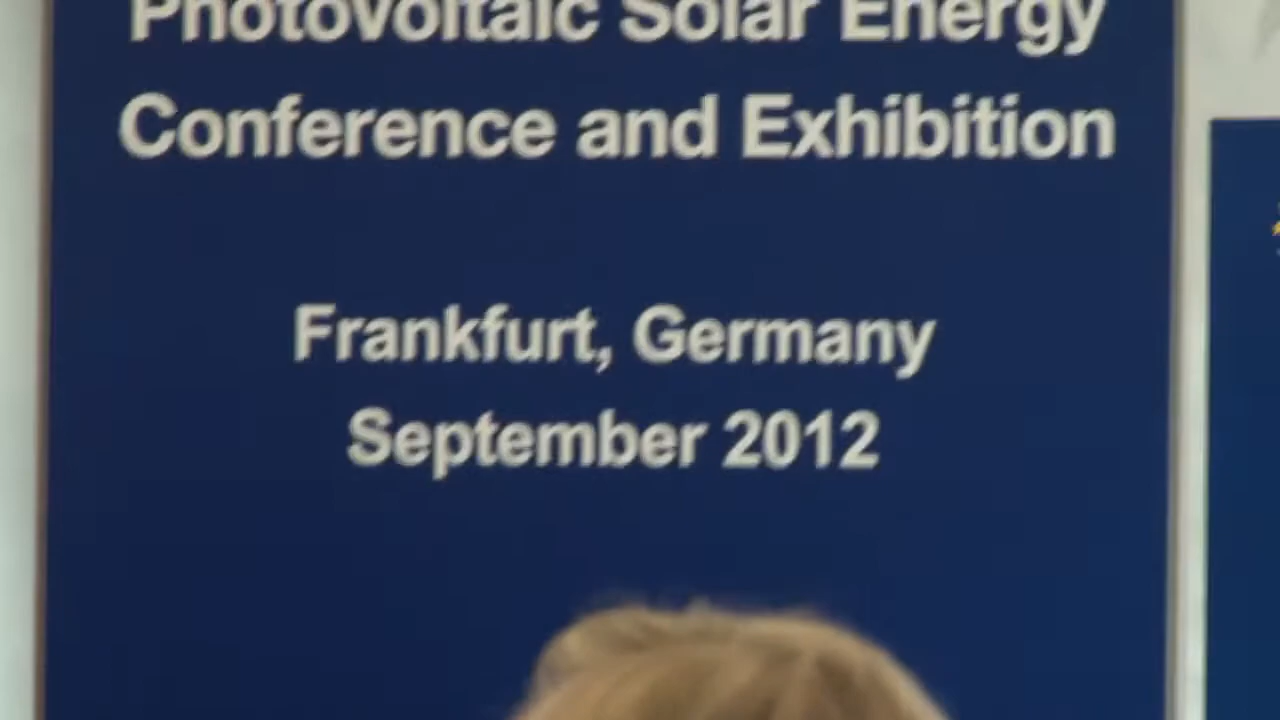 Photovoltaic Solar Energy
Conference and Exhibition
Frankfurt, Germany
September 2012